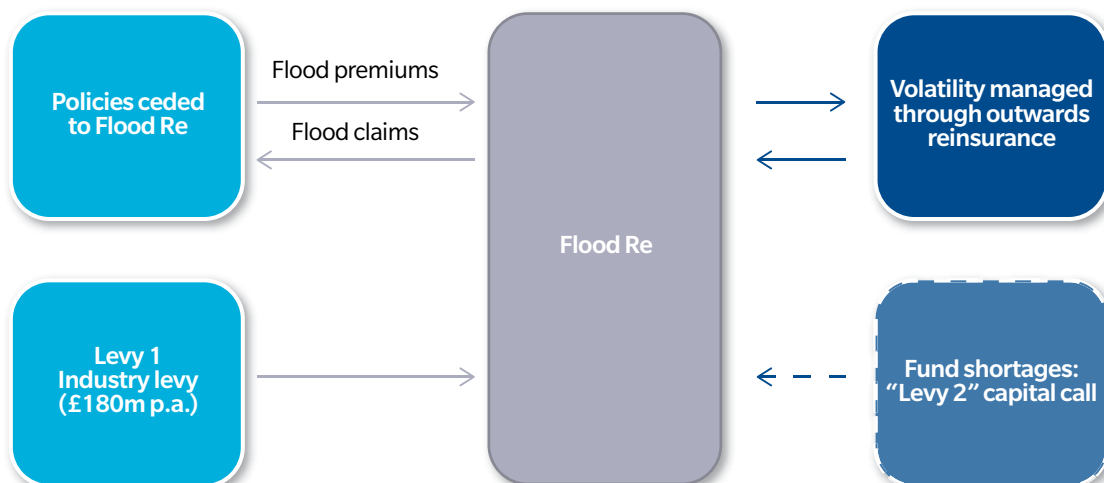 Policies ceded
to Flood Re
Flood premiums
Flood claims
Flood Re
Volatility managed
through outwards
reinsurance
Levy 1
Industry levy
(£180m p.a.)
Fund shortages:
“Levy 2” capital call